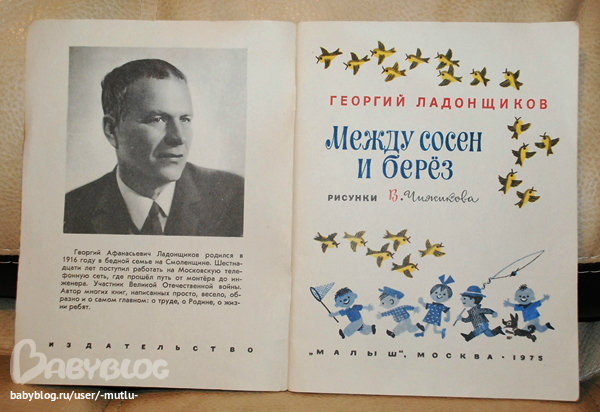 Георгий Афанасьевич Ладонщиков родился в
1916 году в бедной семье на Смоленщине. Шестна-
дцати лет поступил работать на Московскую теле-
фонную сеть, где прошёл путь от монтёра до ин-
женера. Участник Великой Отечественной войны.
Автор многих книг, написанных просто, весело, об-
разно и о самом главном: о труде, о Родине, о жиз-
ни ребят.
ИЗДАТЕЛЬСТВО
BABYBLOG
babyblog.ru/user/-mutlu-
ГЕОРГИЙ ЛАДОНЩИКОВ
Между сосен
и берёз
РИСУНКИ В. Чижикова
„МАЛЫШ", МОСКВА · 1975